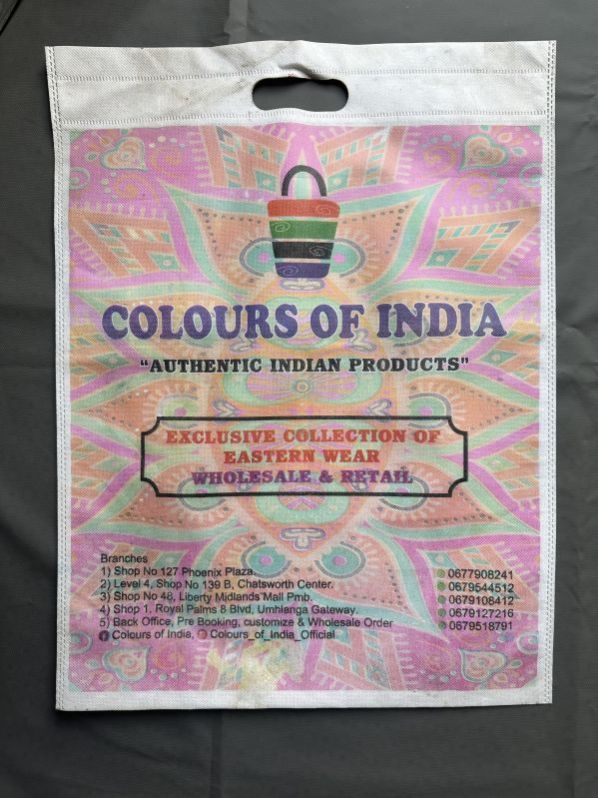 COLOURS OF INDIA
"AUTHENTIC INDIAN PRODUCTS"
EXCLUSIVE COLLECTION OF
EASTERN WEAR
WHOLESALE & RETAIL
Branches
1) Shop No 127 Phoenix Plaza. 0677908241
2) Level 4, Shop No 139 B, Chatsworth Center. 0679544512
3) Shop No 48, Liberty Midlands Mall Pmb. 0679108412
4) Shop 1, Royal Palms 8 Blvd, Umhlanga Gateway. 0679127216
5) Back Office, Pre Booking, customize & Wholesale Order 0679518791
Colours of India, Colours_of_India_Official